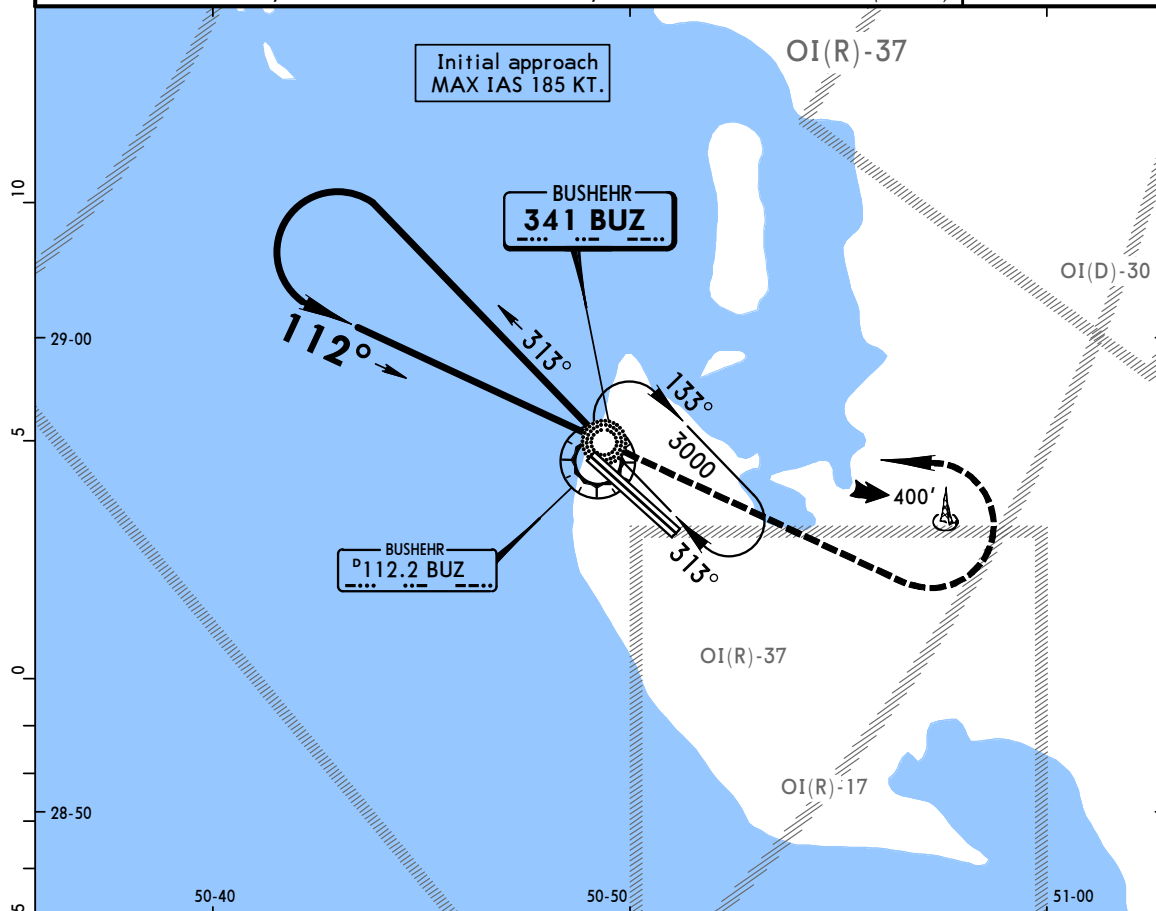 Initial approach
MAX IAS 185 KT.
OI(R)-37
10
BUSHEHR
341 BUZ
OI(D)-30
112°
313°
29-00
133°
3000
5
400'
BUSHEHR
D112.2 BUZ
313°
OI(R)-37
0
OI(R)-17
28-50
50-40
50-50
51-00